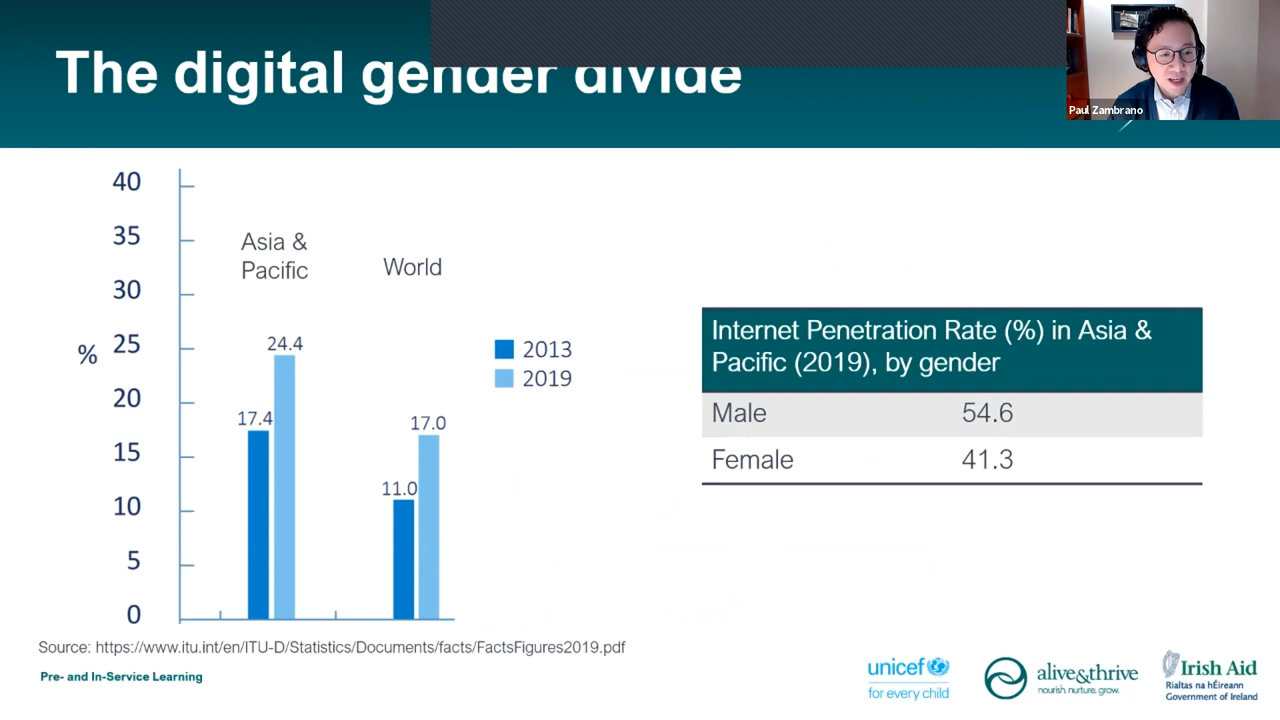 The digital gender divide
Paul Zambrano
40
35
30
25
20
15
10
5
0
%
Asia &
Pacific
World
24.4
17.4
17.0
11.0
2013
2019
Internet Penetration Rate (%) in Asia &
Pacific (2019), by gender
Male 54.6
Female 41.3
Source: https://www.itu.int/en/ITU-D/Statistics/Documents/facts/FactsFigures2019.pdf
Pre- and In-Service Learning
unicef
for every child
alive&thrive
nourish. nurture. grow.
Irish Aid
Rialtas na hÉireann
Government of Ireland